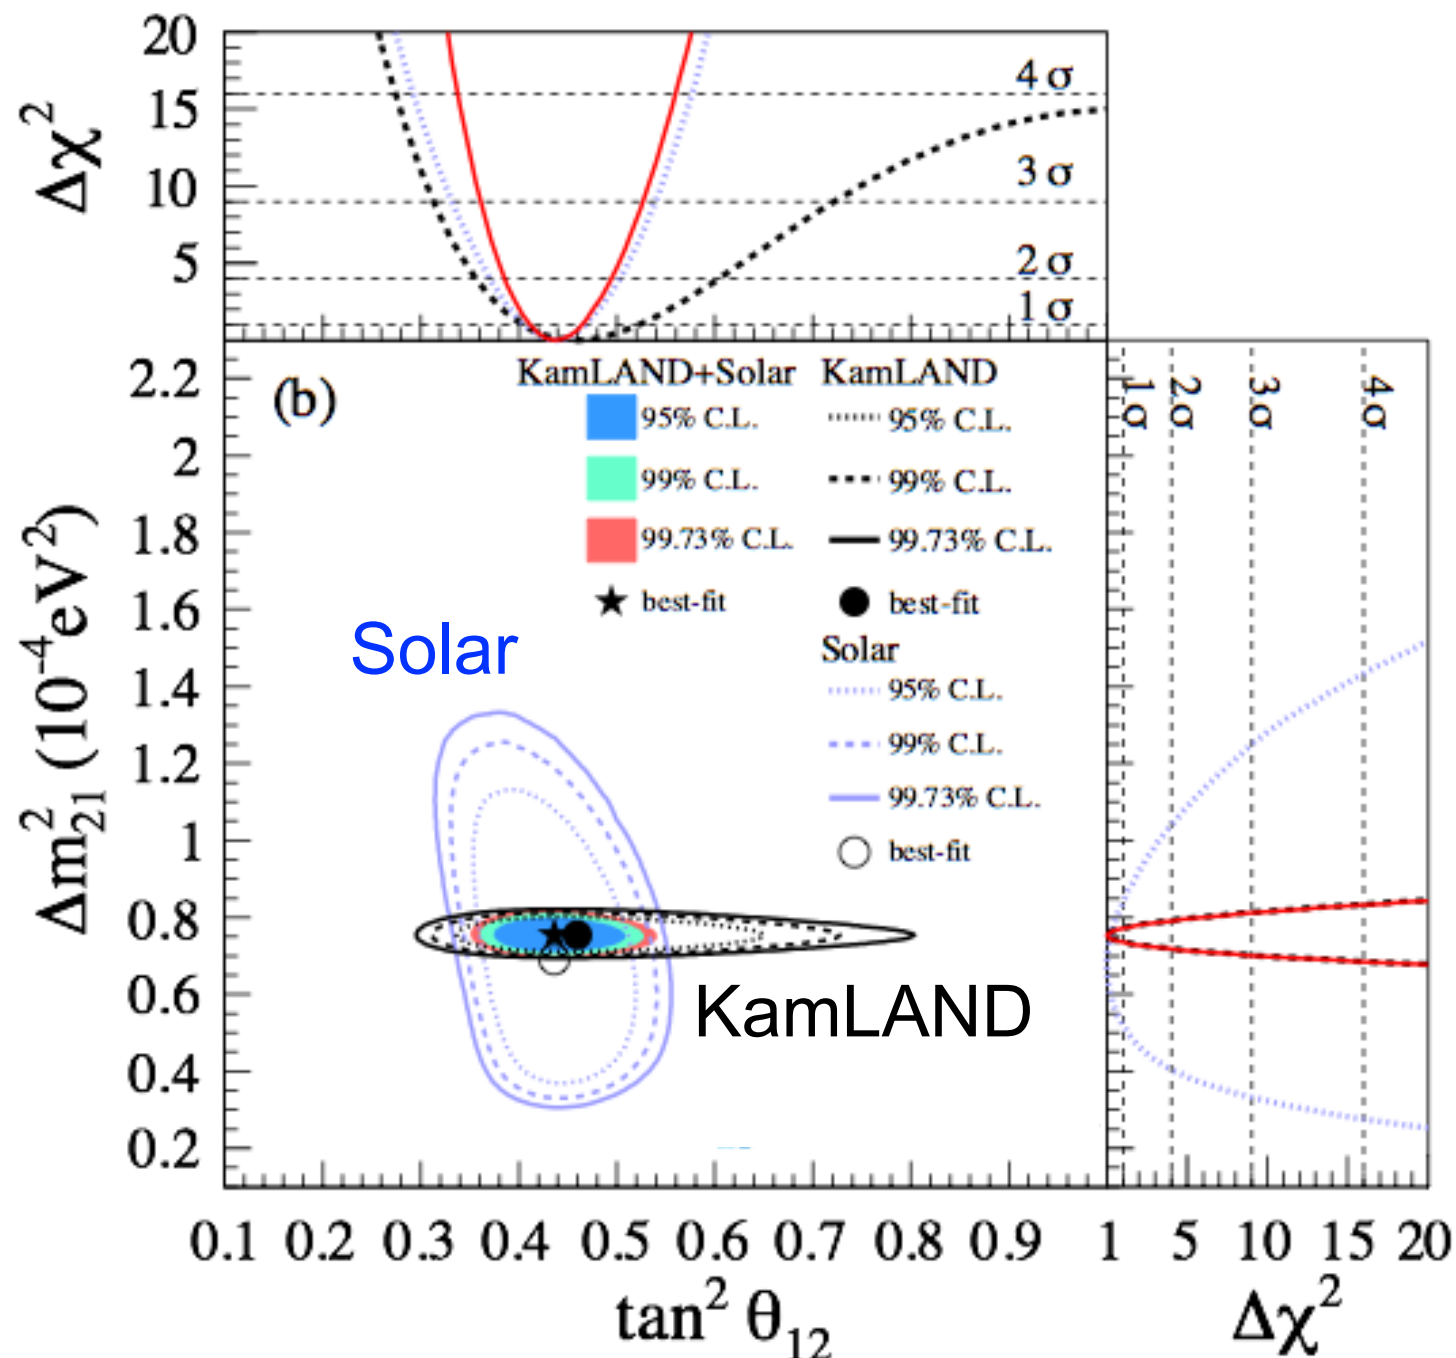 20
15
10
5
Δχ²
4 σ
3 σ
2 σ
1 σ
(b)
KamLAND+Solar
95% C.L.
99% C.L.
99.73% C.L.
best-fit
KamLAND
95% C.L.
99% C.L.
99.73% C.L.
best-fit
Solar
95% C.L.
99% C.L.
99.73% C.L.
best-fit
Solar
KamLAND
1σ
2σ
3σ
4σ
2.2
2
1.8
1.6
1.4
1.2
1
0.8
0.6
0.4
0.2
Δm²₂₁ (10⁻⁴eV²)
0.1 0.2 0.3 0.4 0.5 0.6 0.7 0.8 0.9 1 5 10 15 20
tan² θ₁₂
Δχ²